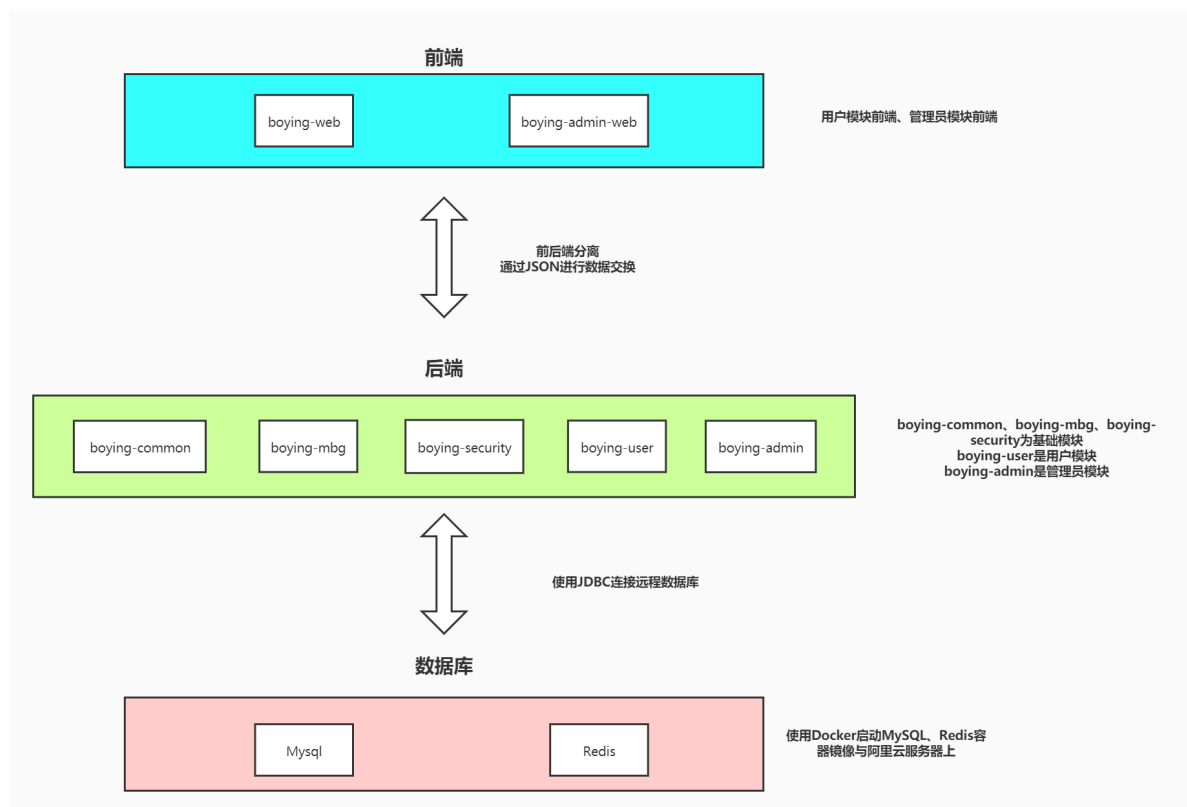 前端
boying-web
boying-admin-web
用户模块前端、管理员模块前端
前后端分离
通过JSON进行数据交换
后端
boying-common
boying-mbg
boying-security
boying-user
boying-admin
boying-common、boying-mbg、boying-
security为基础模块
boying-user是用户模块
boying-admin是管理员模块
使用JDBC连接远程数据库
数据库
Mysql
Redis
使用Docker启动MySQL、Redis容
器镜像与阿里云服务器上